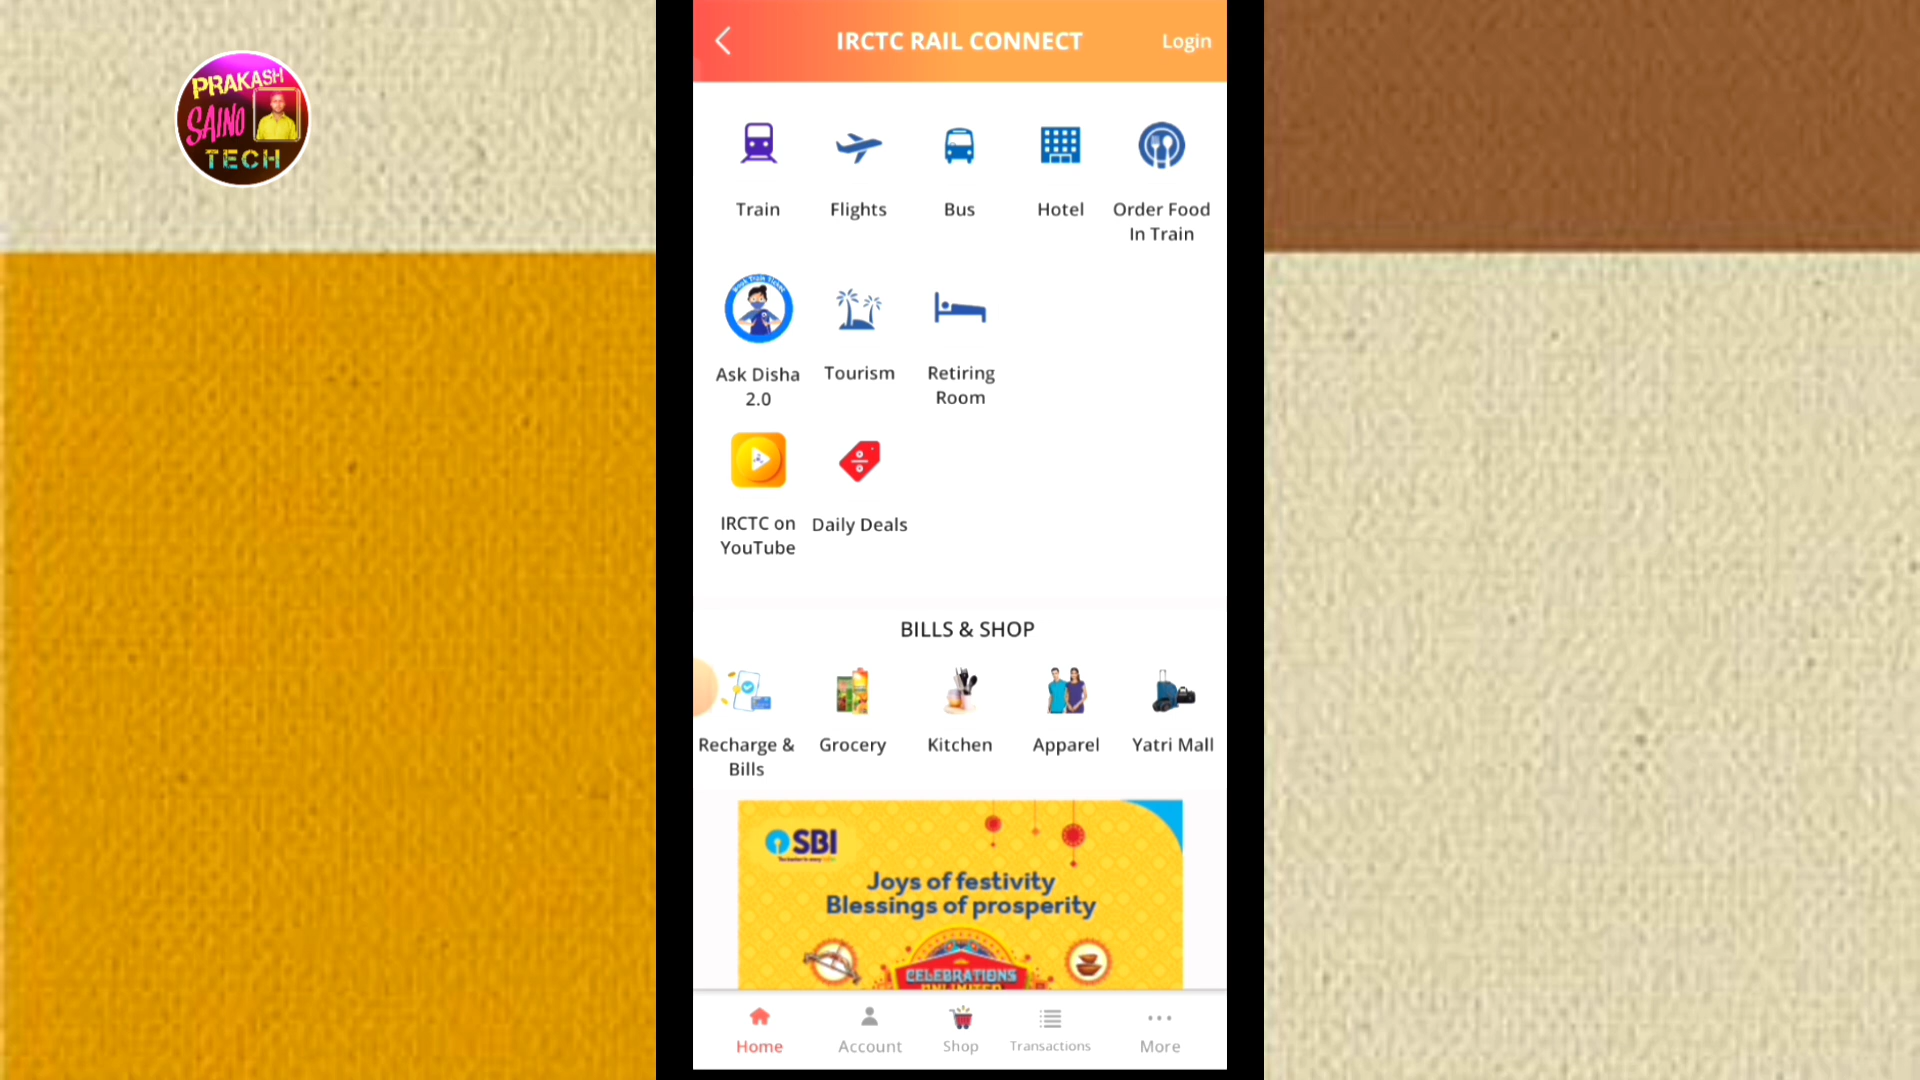 PRAKASH
SAINO
TECH
IRCTC RAIL CONNECT
Login
Train
Flights
Bus
Hotel
Order Food
In Train
Ask Disha
2.0
Tourism
Retiring
Room
IRCTC on
YouTube
Daily Deals
BILLS & SHOP
Recharge &
Bills
Grocery
Kitchen
Apparel
Yatri Mall
SBI
Joys of festivity
Blessings of prosperity
CELEBRATIONS
UNLIMITED
Home
Account
Shop
Transactions
More